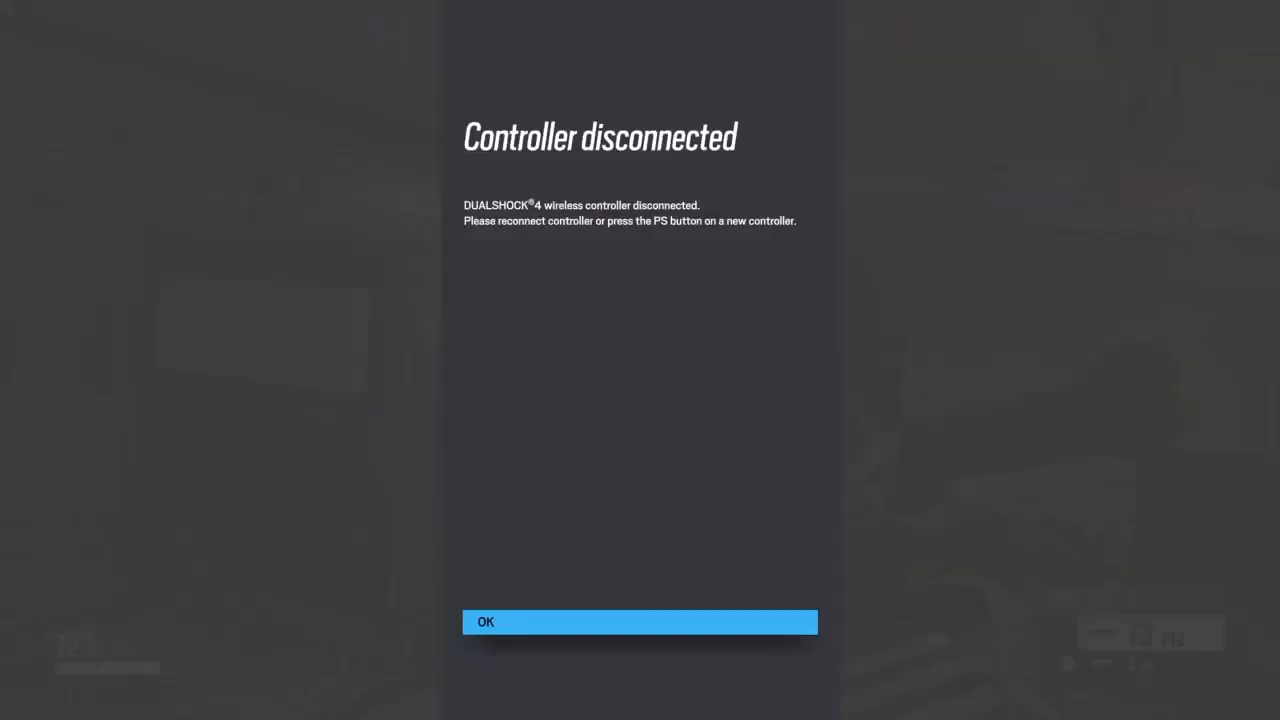 Controller disconnected
DUALSHOCK®4 wireless controller disconnected.
Please reconnect controller or press the PS button on a new controller.
OK